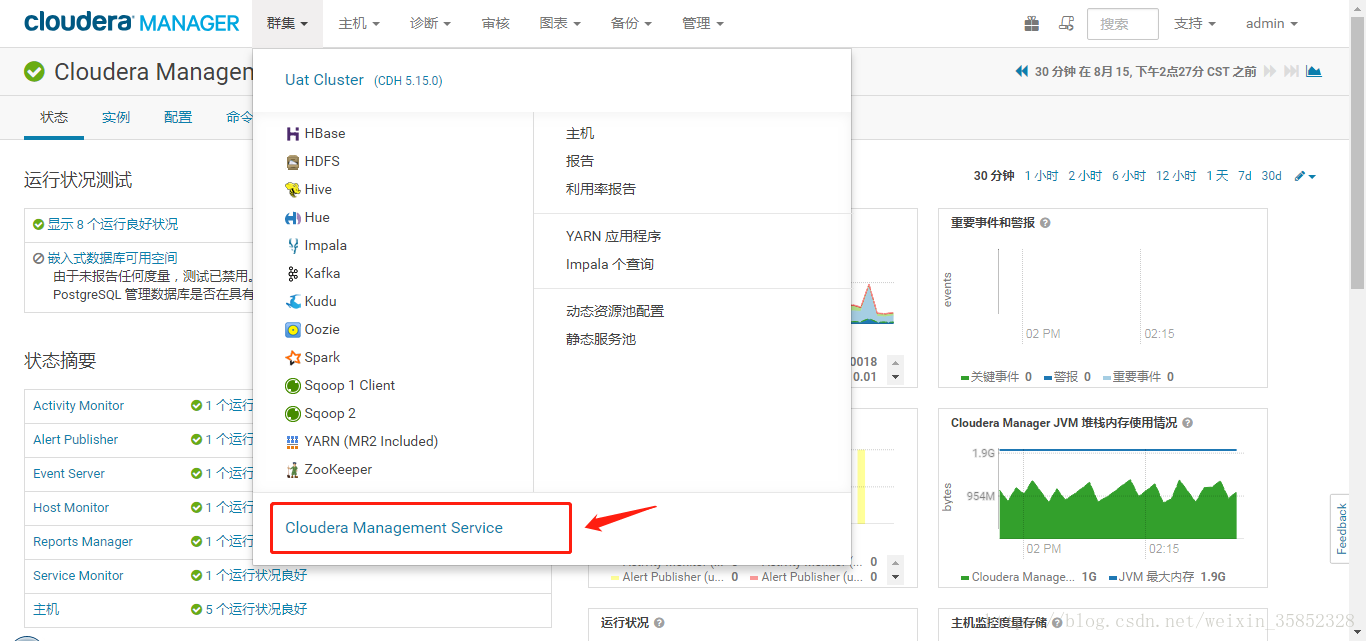 cloudera MANAGER 群集 主机 诊断 审核 图表 备份 管理 搜索 支持 admin
Cloudera Managen
30 分钟 在 8月 15, 下午2点27分 CST 之前
状态 实例 配置 命令
Uat Cluster (CDH 5.15.0)
HBase
HDFS
Hive
Hue
Impala
Kafka
Kudu
Oozie
Spark
Sqoop 1 Client
Sqoop 2
YARN (MR2 Included)
ZooKeeper
主机
报告
利用率报告
YARN 应用程序
Impala 个查询
动态资源池配置
静态服务池
Cloudera Management Service
运行状况测试
显示 8 个运行良好状况
嵌入式数据库可用空间
由于未报告任何度量，测试已禁用。
PostgreSQL 管理数据库是否在具有
状态摘要
Activity Monitor 1 个运行
Alert Publisher 1 个运行
Event Server 1 个运行
Host Monitor 1 个运行
Reports Manager 1 个运行
Service Monitor 1 个运行状况良好
主机 5 个运行状况良好
30 分钟 1 小时 2 小时 6 小时 12 小时 1 天 7d 30d
0018
0.01
重要事件和警报
events
02 PM 02:15
关键事件 0 警报 0 重要事件 0
Cloudera Manager JVM 堆栈内存使用情况
bytes
1.9G
954M
02 PM 02:15
Cloudera Manage... 1G JVM 最大内存 1.9G
0 0
Alert Publisher (u... 0 Alert Publisher (u... 0
运行状况
主机监控度量存储
Feedback
blog.csdn.net/weixin_35852328